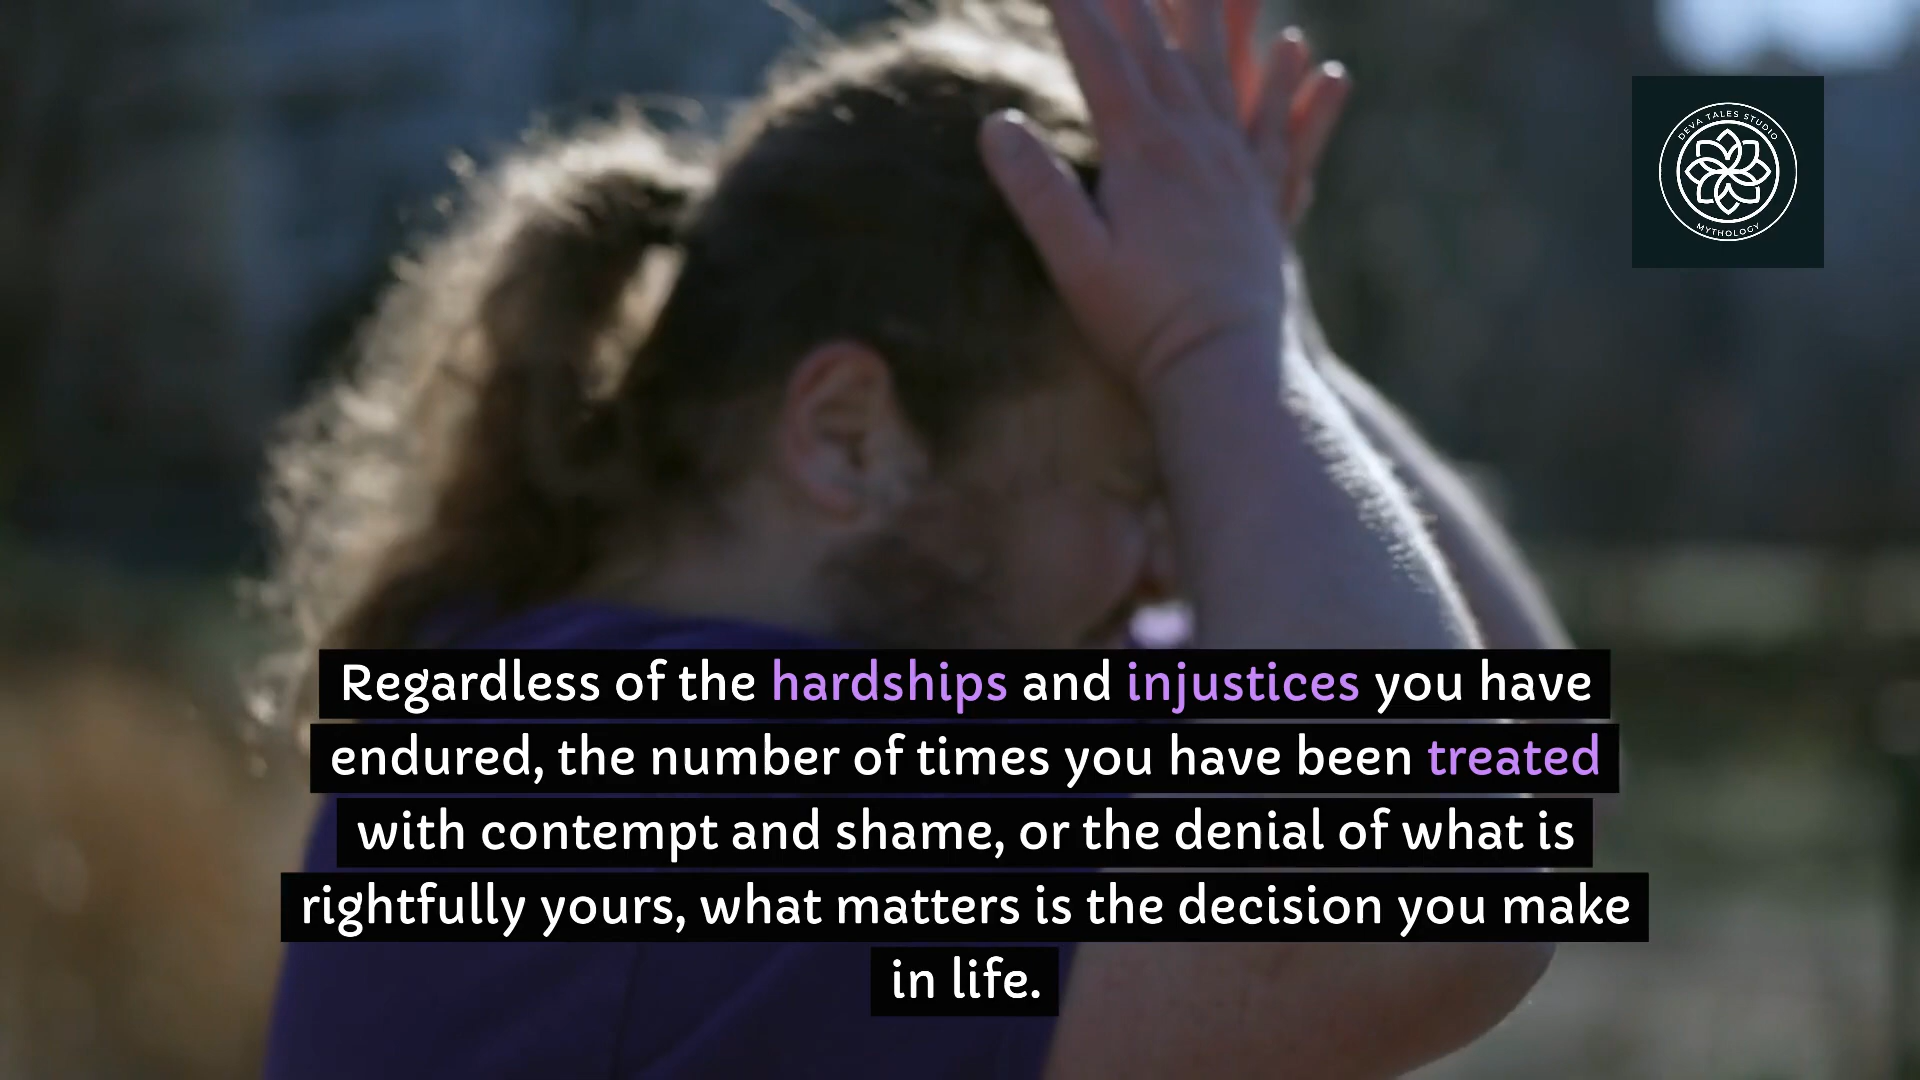 DEVA TALES STUDIO
MYTHOLOGY
Regardless of the hardships and injustices you have
endured, the number of times you have been treated
with contempt and shame, or the denial of what is
rightfully yours, what matters is the decision you make
in life.